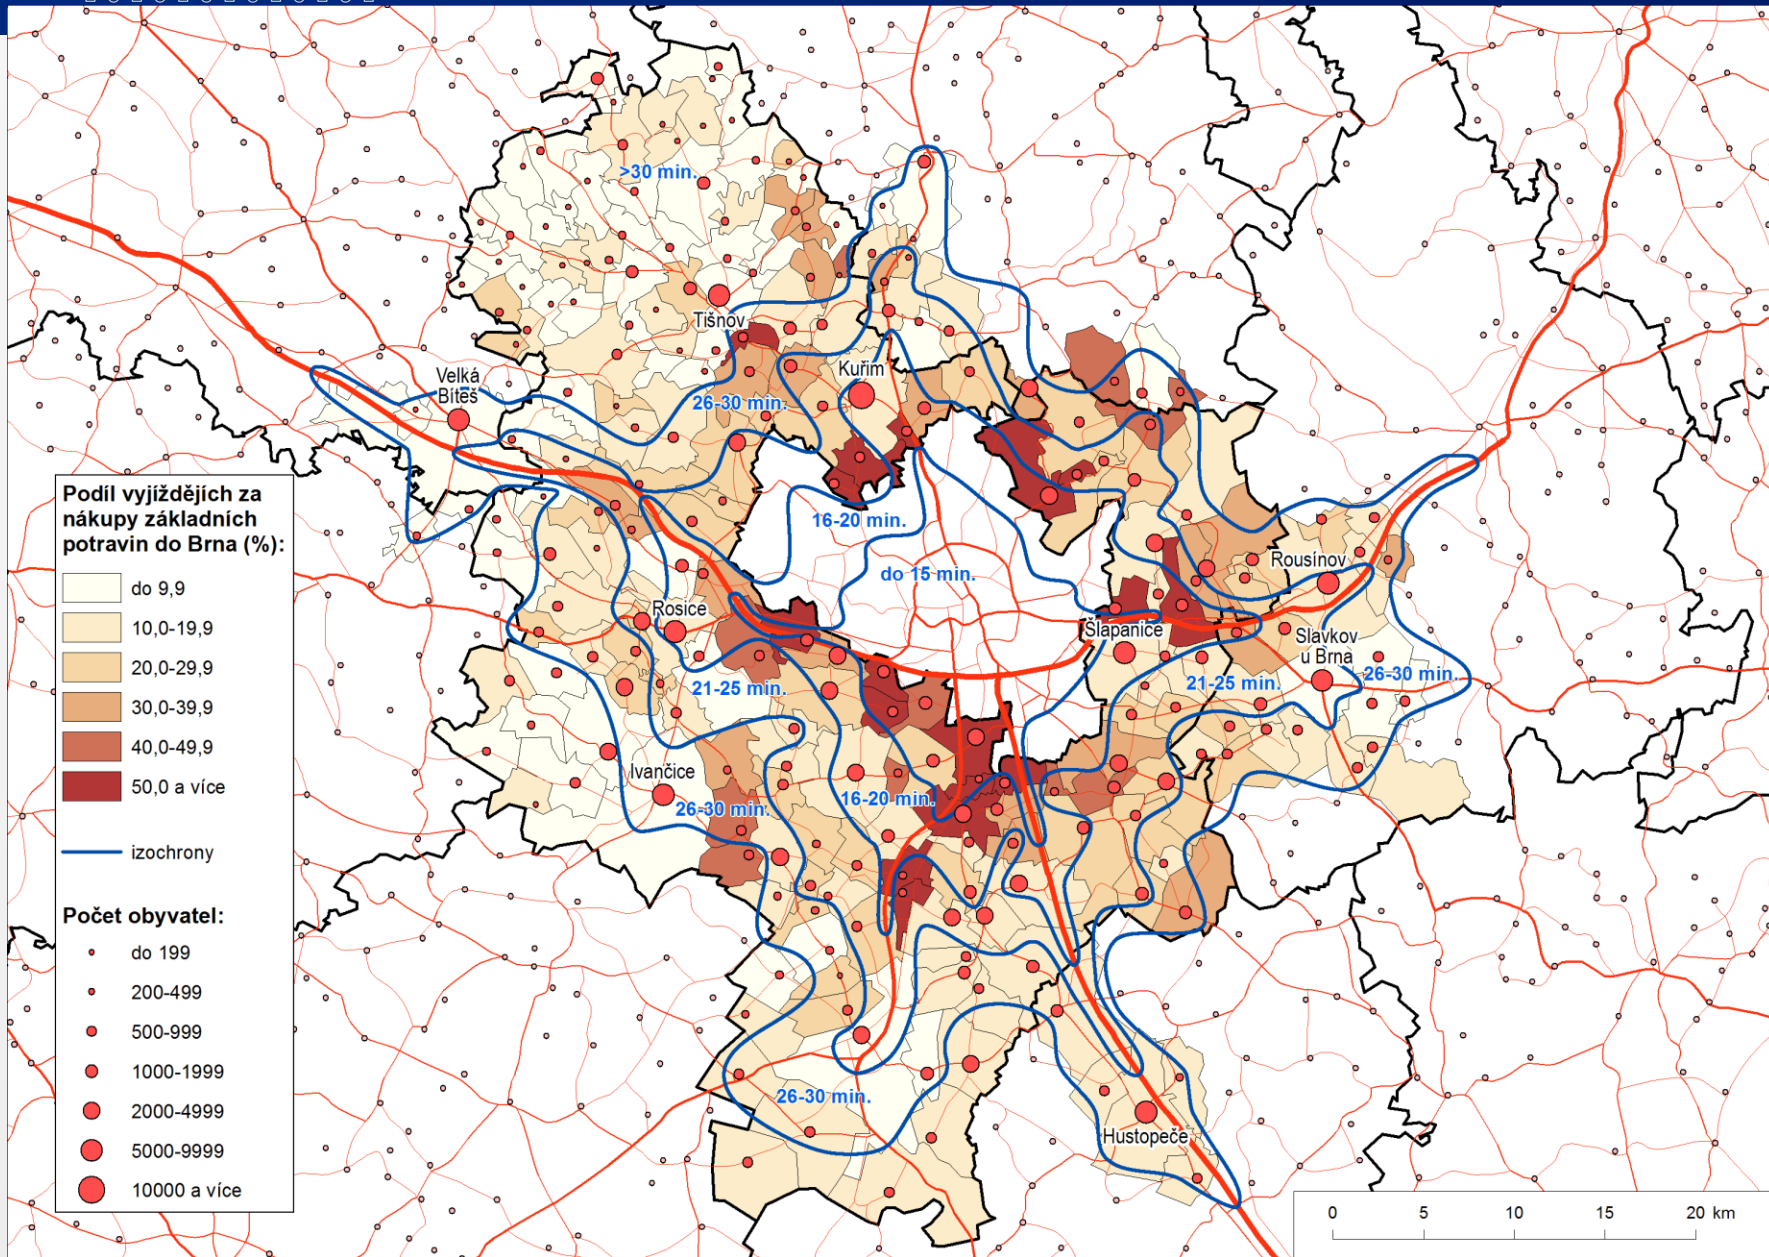 >30 min.
Tišnov
Kuřim
Velká
Bíteš
26-30 min.
16-20 min.
do 15 min.
Rousínov
Rosice
Šlapanice
Slavkov
u Brna
21-25 min.
21-25 min.
26-30 min.
Ivančice
26-30 min.
16-20 min.
26-30 min.
Hustopeče
Podíl vyjíždějích za
nákupy základních
potravin do Brna (%):
do 9,9
10,0-19,9
20,0-29,9
30,0-39,9
40,0-49,9
50,0 a více
izochrony
Počet obyvatel:
do 199
200-499
500-999
1000-1999
2000-4999
5000-9999
10000 a více
0 5 10 15 20 km